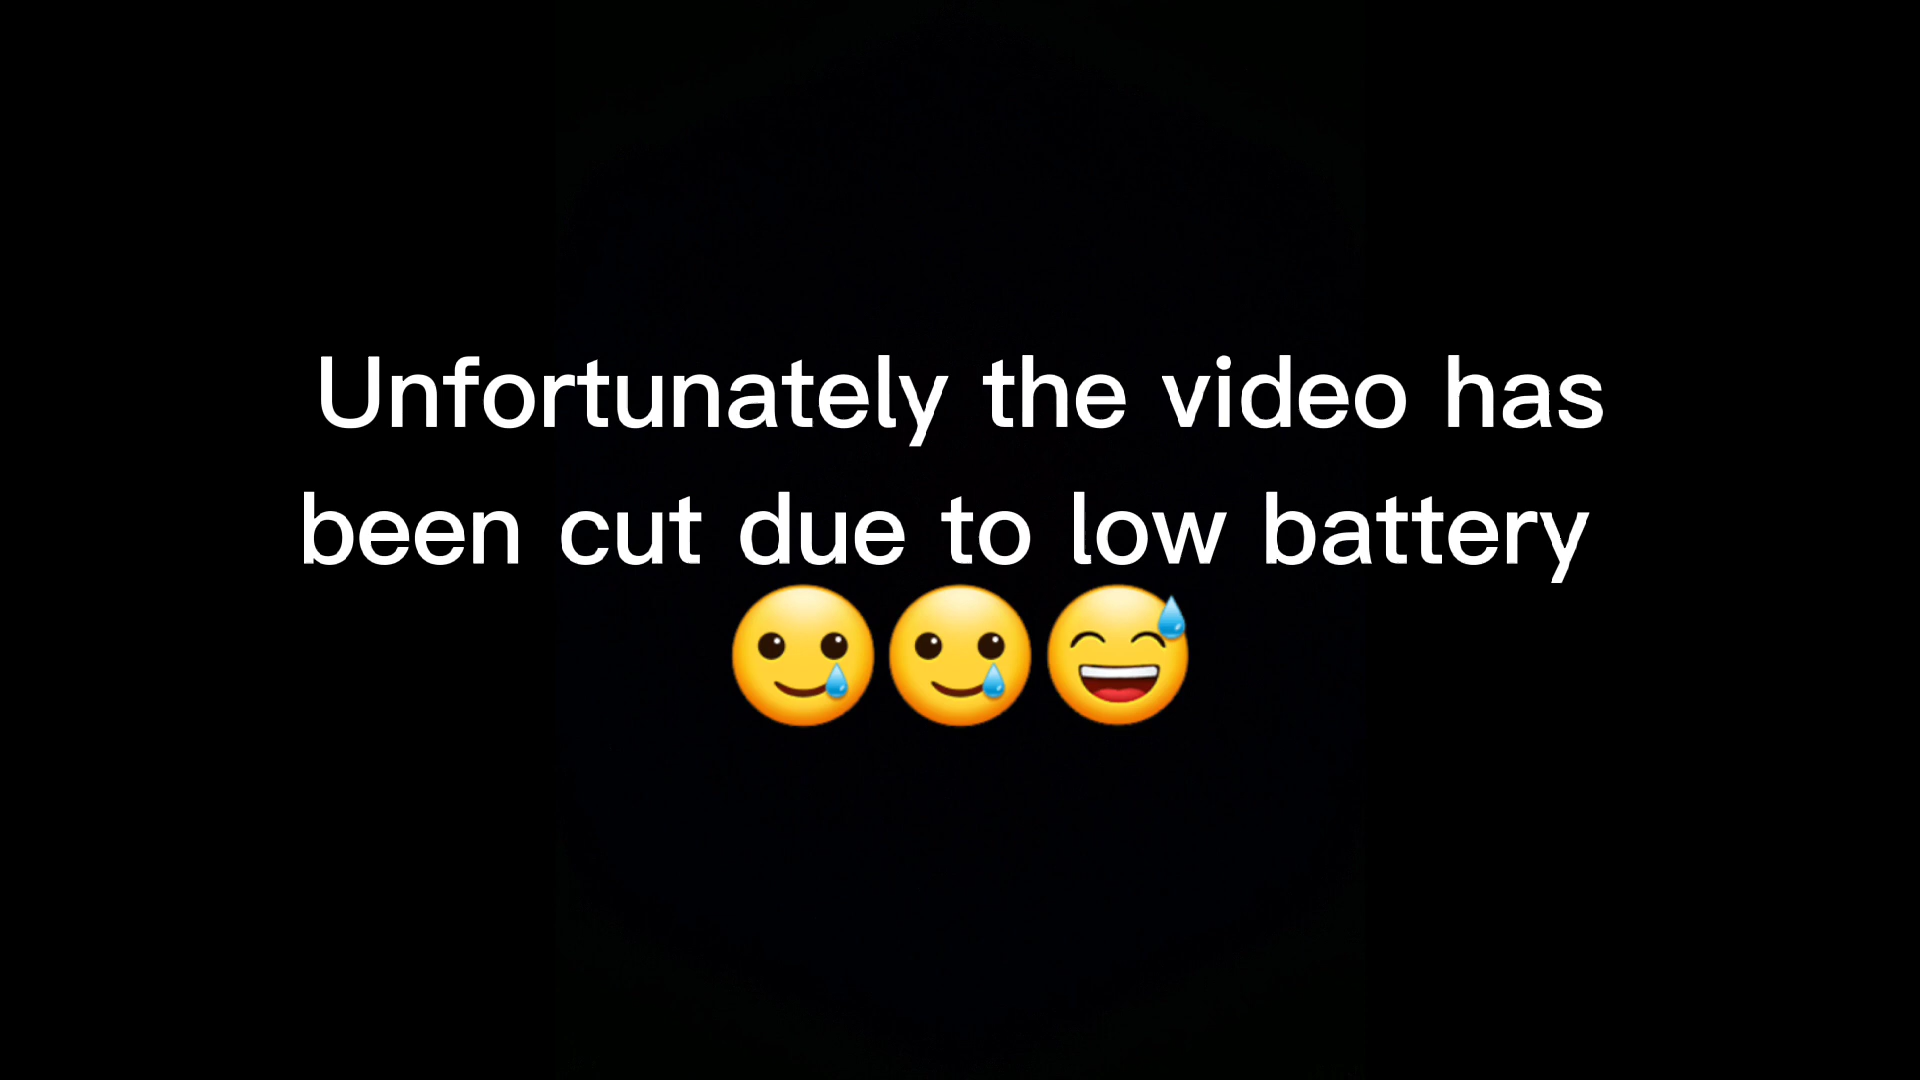 Unfortunately the video has
been cut due to low battery
🥲🥲😅